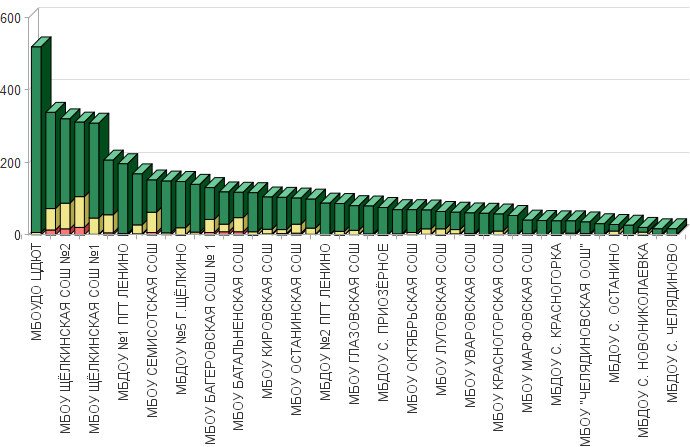 600
400
200
0
МБОУДО ЦДЮТ
МБОУ ЩЁЛКИНСКАЯ СОШ №2
МБОУ ЩЁЛКИНСКАЯ СОШ №1
МБДОУ №1 ПГТ ЛЕНИНО
МБОУ СЕМИСОТСКАЯ СОШ
МБДОУ №5 Г.ЩЁЛКИНО
МБОУ БАГЕРОВСКАЯ СОШ № 1
МБОУ БАТАЛЬНЕНСКАЯ СОШ
МБОУ КИРОВСКАЯ СОШ
МБОУ ОСТАНИНСКАЯ СОШ
МБДОУ №2 ПГТ ЛЕНИНО
МБОУ ГЛАЗОВСКАЯ СОШ
МБДОУ С. ПРИОЗЁРНОЕ
МБОУ ОКТЯБРЬСКАЯ СОШ
МБОУ ЛУГОВСКАЯ СОШ
МБОУ УВАРОВСКАЯ СОШ
МБОУ КРАСНОГОРСКАЯ СОШ
МБОУ МАРФОВСКАЯ СОШ
МБДОУ С. КРАСНОГОРКА
МБОУ "ЧЕЛЯДИНОВСКАЯ ООШ"
МБДОУ С. ОСТАНИНО
МБДОУ С. НОВОНИКОЛАЕВКА
МБДОУ С. ЧЕЛЯДИНОВО